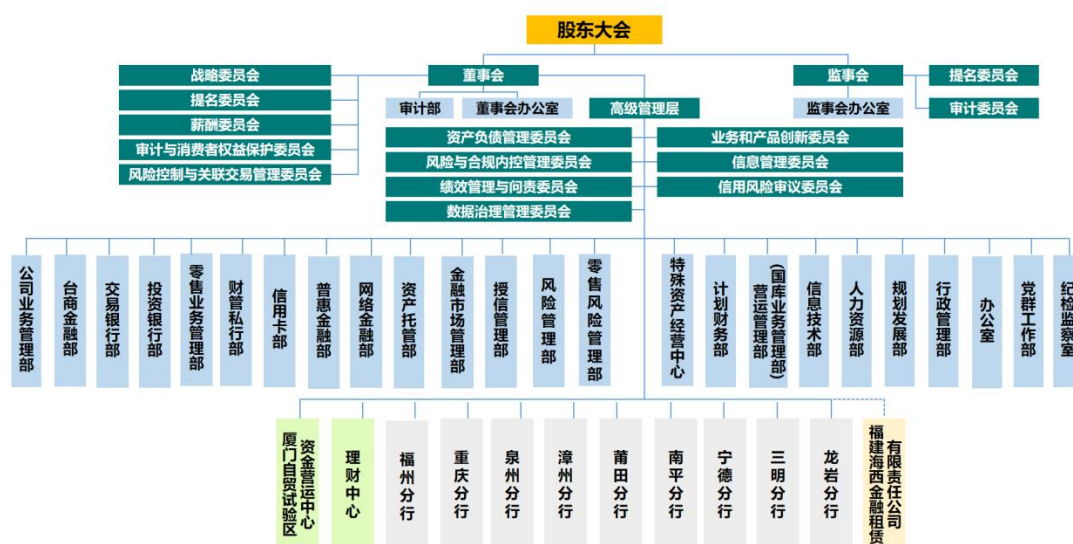 股东大会
战略委员会
董事会
监事会
提名委员会
提名委员会
审计部
董事会办公室
高级管理层
监事会办公室
审计委员会
薪酬委员会
审计与消费者权益保护委员会
风险控制与关联交易管理委员会
资产负债管理委员会
业务和产品创新委员会
风险与合规内控管理委员会
信息管理委员会
绩效管理与问责委员会
信用风险审议委员会
数据治理管理委员会
公司业务管理部
台商金融部
交易银行部
投资银行部
零售业务管理部
财管私行部
信用卡部
普惠金融部
网络金融部
资产托管部
金融市场管理部
授信管理部
风险管理部
零售风险管理部
特殊资产经营中心
计划财务部
(国库业务管理部)
营运管理部
信息技术部
人力资源部
规划发展部
行政管理部
办公室
党群工作部
纪检监察室
资金营运中心
厦门自贸试验区
理财中心
福州分行
重庆分行
泉州分行
漳州分行
莆田分行
南平分行
宁德分行
三明分行
龙岩分行
有限责任公司
福建海西金融租赁